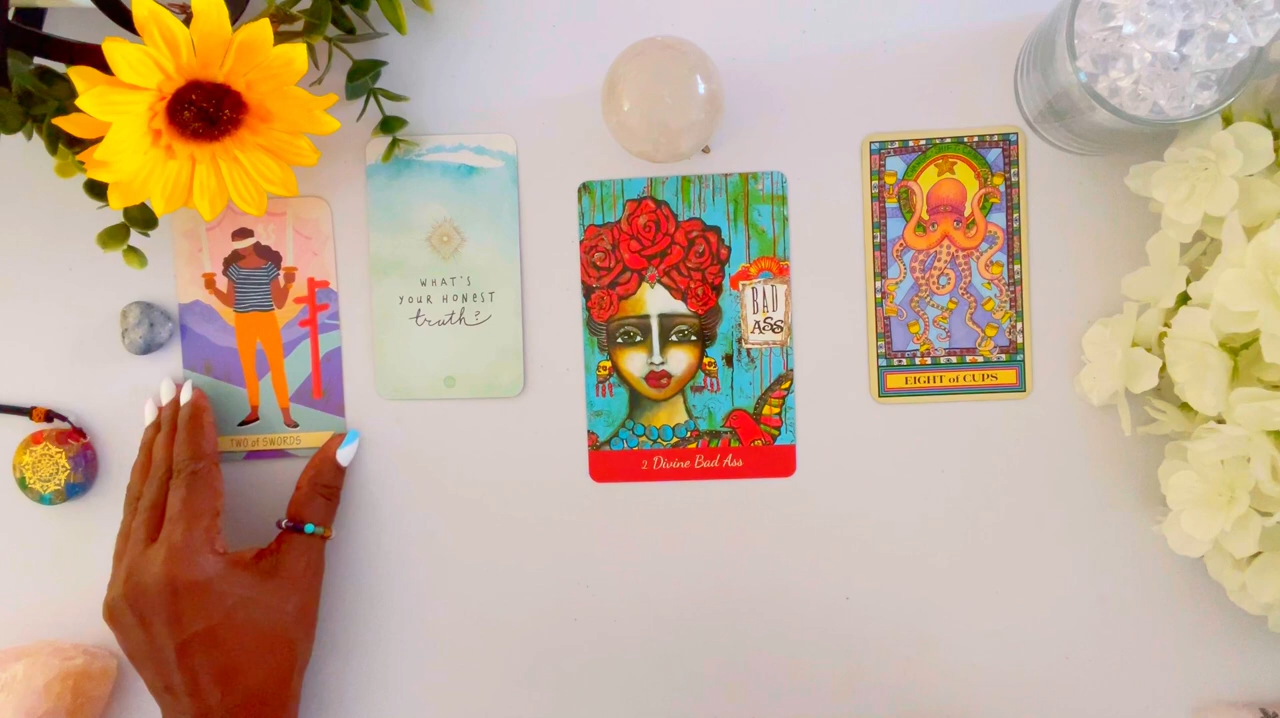 TWO of SWORDS
WHAT'S
YOUR HONEST
truth?
BAD
ASS
2 Divine Bad Ass
EIGHT of CUPS